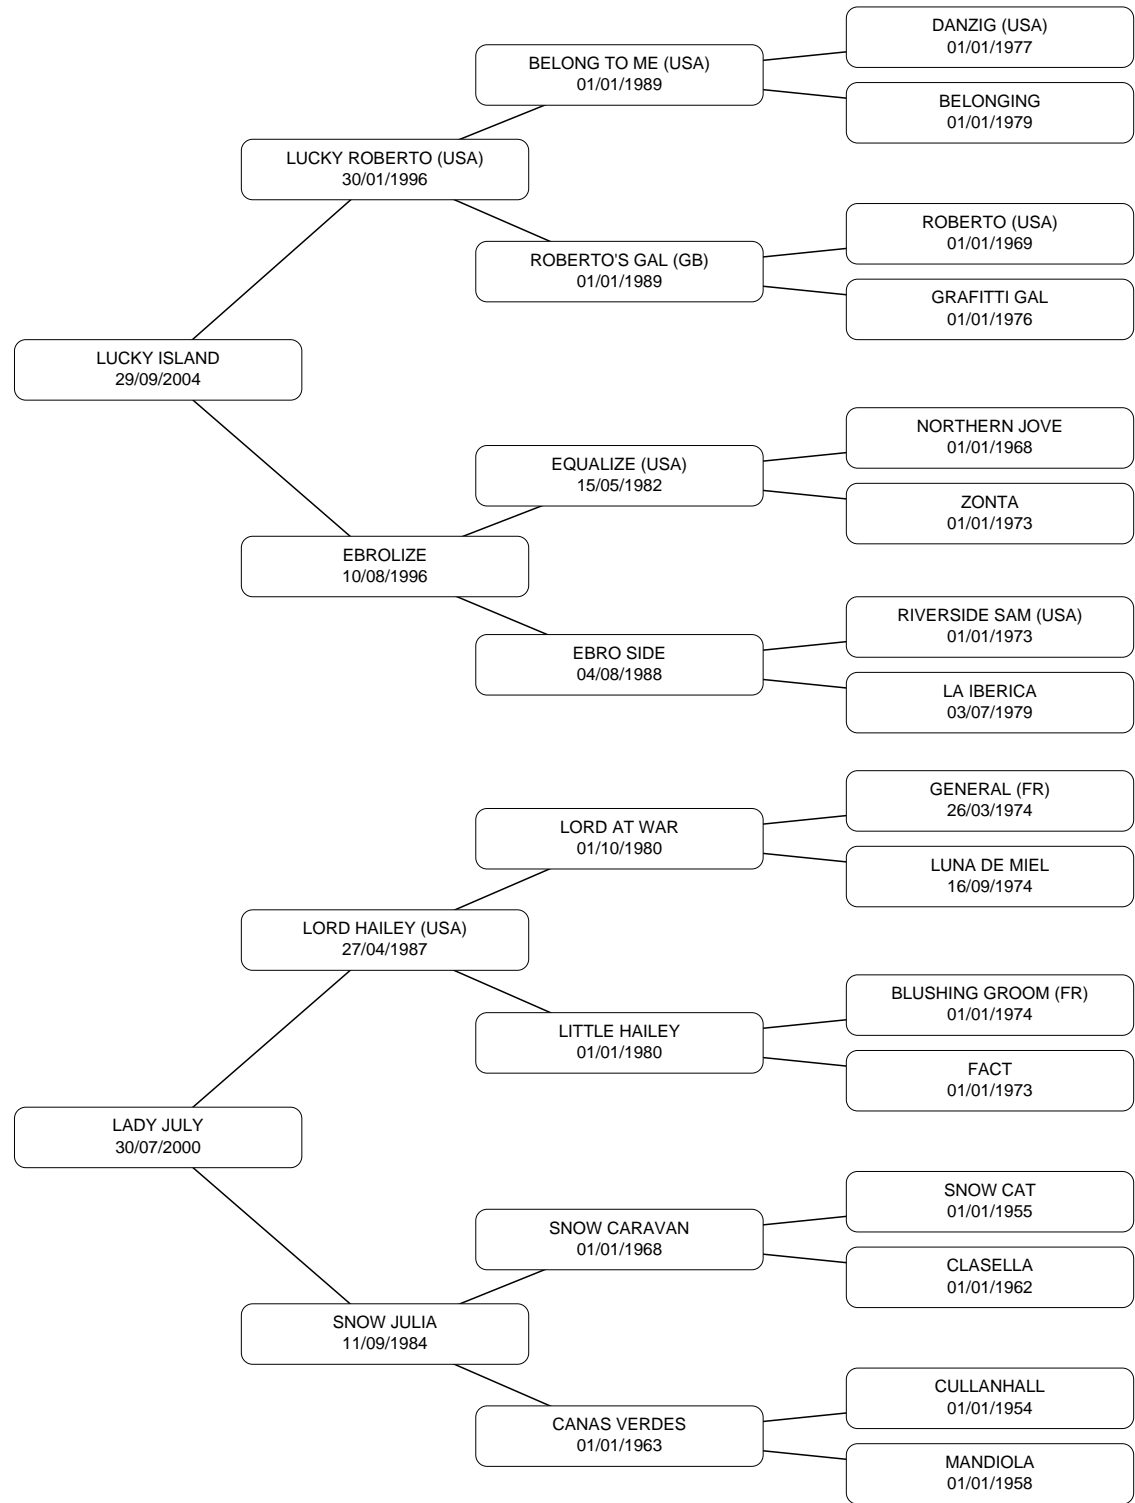 DANZIG (USA)
01/01/1977
BELONG TO ME (USA)
01/01/1989
BELONGING
01/01/1979
LUCKY ROBERTO (USA)
30/01/1996
ROBERTO (USA)
01/01/1969
ROBERTO'S GAL (GB)
01/01/1989
GRAFITTI GAL
01/01/1976
LUCKY ISLAND
29/09/2004
NORTHERN JOVE
01/01/1968
EQUALIZE (USA)
15/05/1982
ZONTA
01/01/1973
EBROLIZE
10/08/1996
RIVERSIDE SAM (USA)
01/01/1973
EBRO SIDE
04/08/1988
LA IBERICA
03/07/1979
GENERAL (FR)
26/03/1974
LORD AT WAR
01/10/1980
LUNA DE MIEL
16/09/1974
LORD HAILEY (USA)
27/04/1987
BLUSHING GROOM (FR)
01/01/1974
LITTLE HAILEY
01/01/1980
FACT
01/01/1973
LADY JULY
30/07/2000
SNOW CAT
01/01/1955
SNOW CARAVAN
01/01/1968
CLASELLA
01/01/1962
SNOW JULIA
11/09/1984
CULLANHALL
01/01/1954
CANAS VERDES
01/01/1963
MANDIOLA
01/01/1958